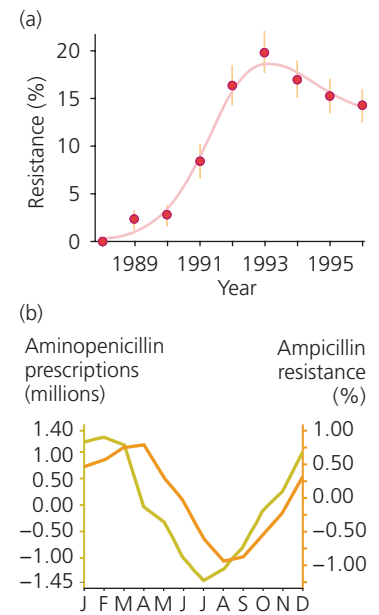 (a)
Resistance (%)
20
15
10
5
0
1989 1991 1993 1995
Year
(b)
Aminopenicillin
prescriptions
(millions)
Ampicillin
resistance
(%)
1.40
1.00
0.50
0.00
−0.50
−1.00
−1.45
1.00
0.50
0.00
−0.50
−1.00
J F M A M J J A S O N D